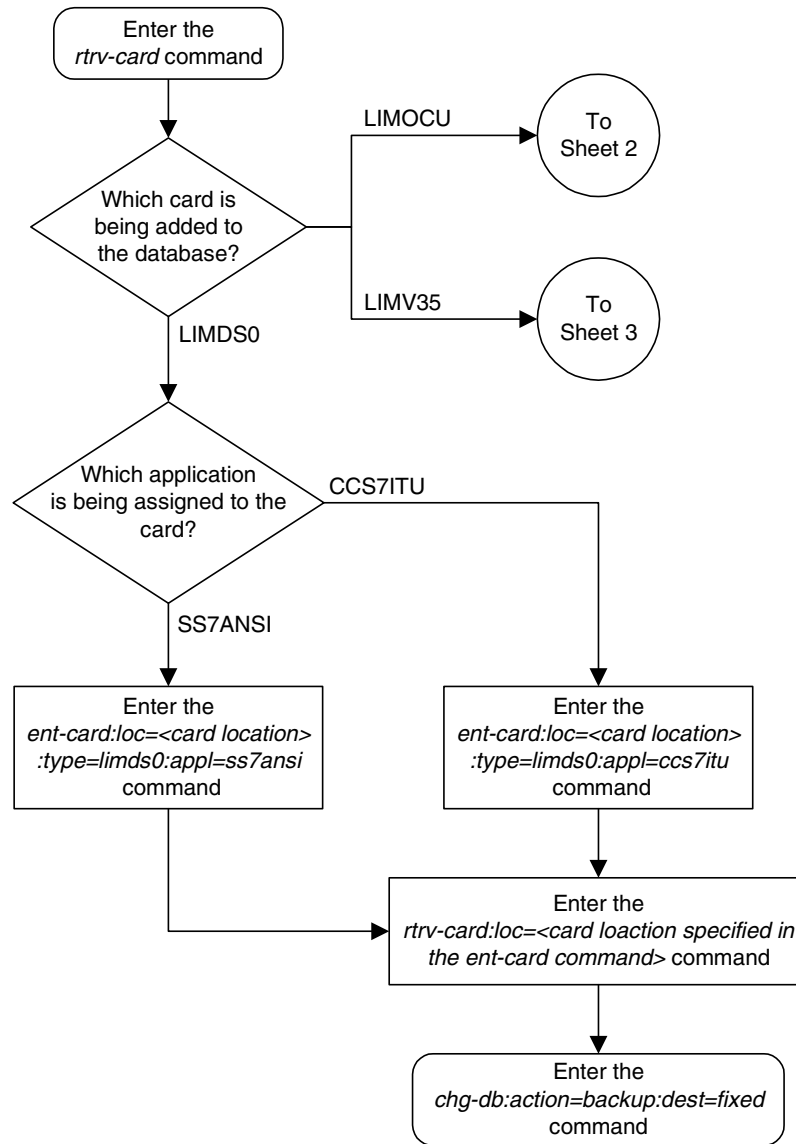 Enter the
rtrv-card command
LIMOCU
To
Sheet 2
Which card is
being added to
the database?
LIMV35
To
Sheet 3
LIMDS0
Which application
is being assigned to the
card?
CCS7ITU
SS7ANSI
Enter the
ent-card:loc=<card location>
:type=limds0:appl=ss7ansi
command
Enter the
ent-card:loc=<card location>
:type=limds0:appl=ccs7itu
command
Enter the
rtrv-card:loc=<card loaction specified in
the ent-card command> command
Enter the
chg-db:action=backup:dest=fixed
command